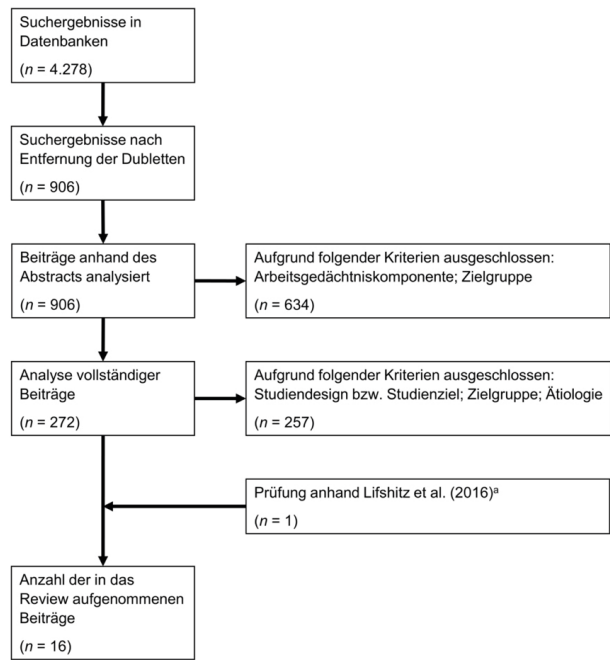 Suchergebnisse in
Datenbanken
(n = 4.278)
Suchergebnisse nach
Entfernung der Dubletten
(n = 906)
Beiträge anhand des
Abstracts analysiert
(n = 906)
Aufgrund folgender Kriterien ausgeschlossen:
Arbeitsgedächtniskomponente; Zielgruppe
(n = 634)
Analyse vollständiger
Beiträge
(n = 272)
Aufgrund folgender Kriterien ausgeschlossen:
Studiendesign bzw. Studienziel; Zielgruppe; Ätiologie
(n = 257)
Prüfung anhand Lifshitz et al. (2016)ᵃ
(n = 1)
Anzahl der in das
Review aufgenommenen
Beiträge
(n = 16)